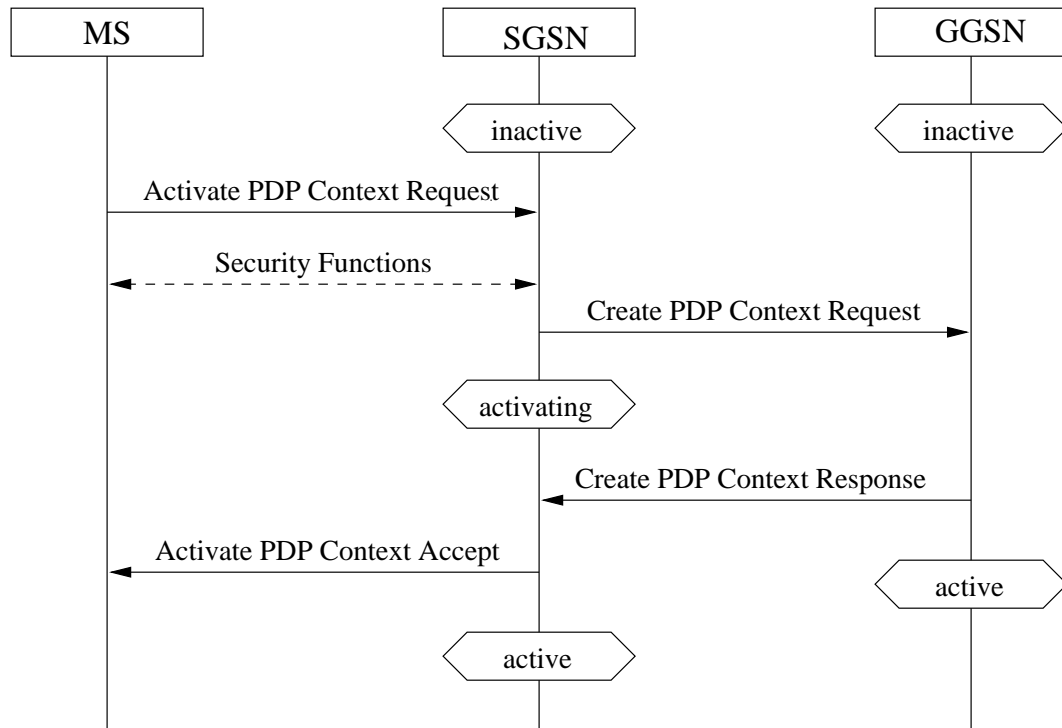 MS
SGSN
GGSN
inactive
inactive
Activate PDP Context Request
Security Functions
Create PDP Context Request
activating
Create PDP Context Response
Activate PDP Context Accept
active
active